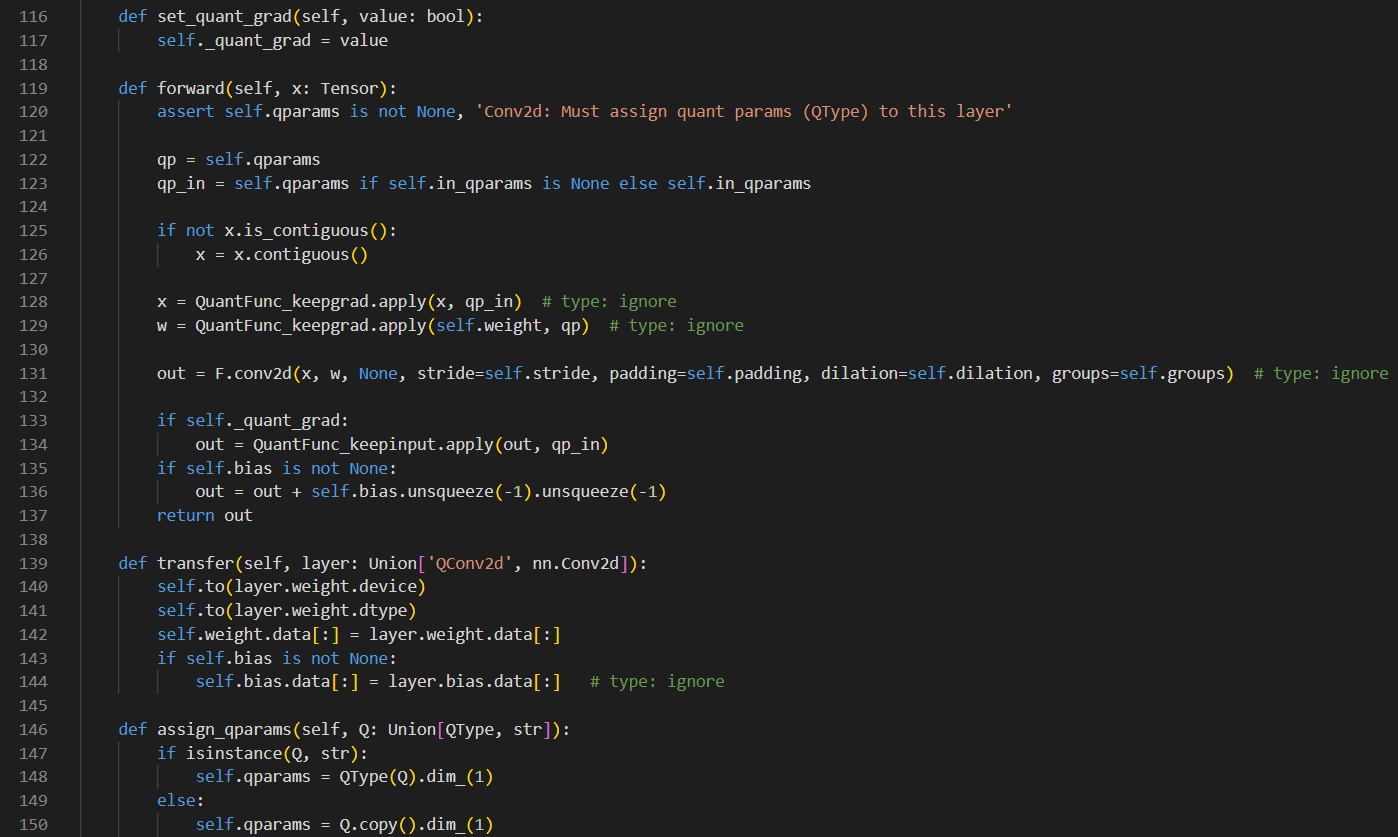 116 def set_quant_grad(self, value: bool):
117 self._quant_grad = value
118
119 def forward(self, x: Tensor):
120 assert self.qparams is not None, 'Conv2d: Must assign quant params (QType) to this layer'
121
122 qp = self.qparams
123 qp_in = self.qparams if self.in_qparams is None else self.in_qparams
124
125 if not x.is_contiguous():
126 x = x.contiguous()
127
128 x = QuantFunc_keepgrad.apply(x, qp_in)  # type: ignore
129 w = QuantFunc_keepgrad.apply(self.weight, qp)  # type: ignore
130
131 out = F.conv2d(x, w, None, stride=self.stride, padding=self.padding, dilation=self.dilation, groups=self.groups)  # type: ignore
132
133 if self._quant_grad:
134 out = QuantFunc_keepinput.apply(out, qp_in)
135 if self.bias is not None:
136 out = out + self.bias.unsqueeze(-1).unsqueeze(-1)
137 return out
138
139 def transfer(self, layer: Union['QConv2d', nn.Conv2d]):
140 self.to(layer.weight.device)
141 self.to(layer.weight.dtype)
142 self.weight.data[:] = layer.weight.data[:]
143 if self.bias is not None:
144 self.bias.data[:] = layer.bias.data[:]   # type: ignore
145
146 def assign_qparams(self, Q: Union[QType, str]):
147 if isinstance(Q, str):
148 self.qparams = QType(Q).dim_(1)
149 else:
150 self.qparams = Q.copy().dim_(1)